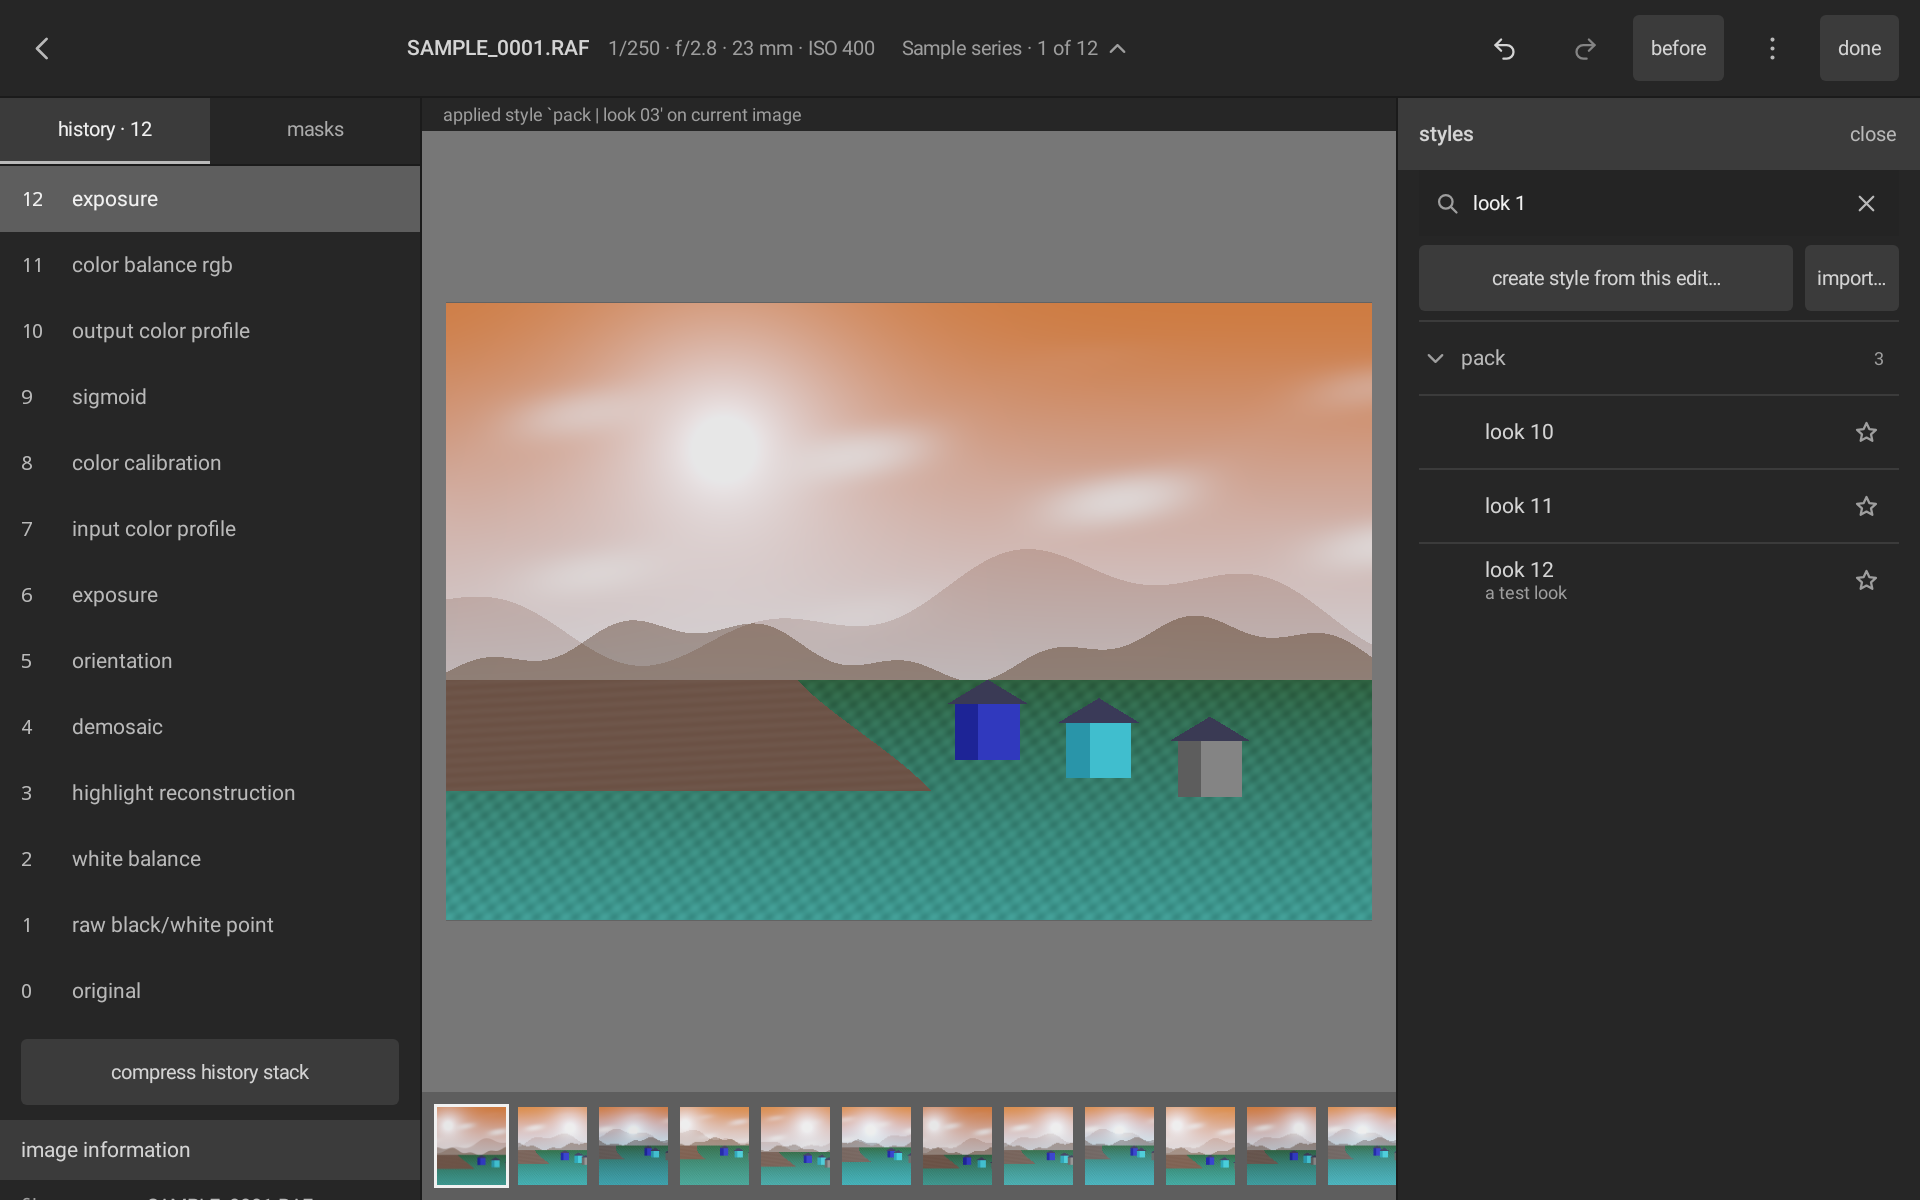 SAMPLE_0001.RAF 1/250 · f/2.8 · 23 mm · ISO 400 Sample series · 1 of 12
before
done
history · 12
masks
12 exposure
11 color balance rgb
10 output color profile
9 sigmoid
8 color calibration
7 input color profile
6 exposure
5 orientation
4 demosaic
3 highlight reconstruction
2 white balance
1 raw black/white point
0 original
compress history stack
image information
applied style `pack | look 03' on current image
styles
close
look 1
create style from this edit...
import...
pack 3
look 10
look 11
look 12
a test look